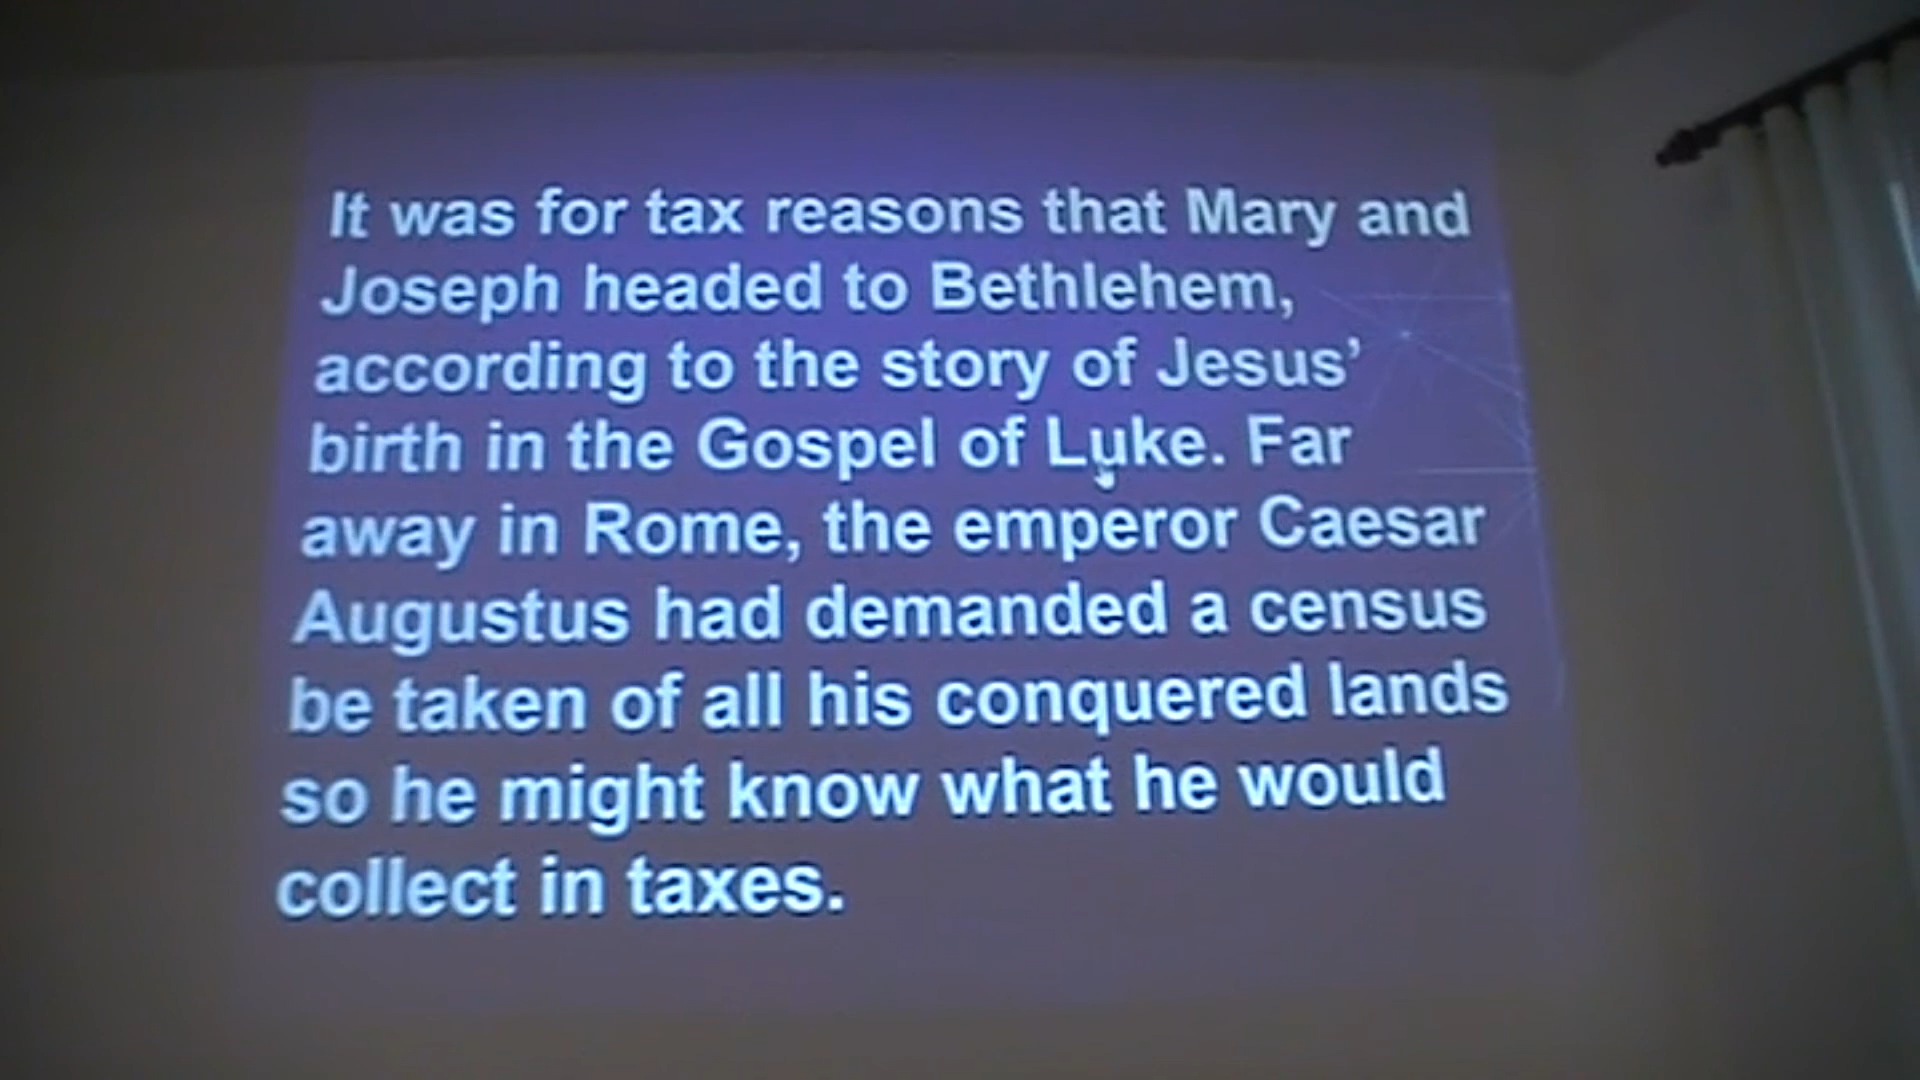 It was for tax reasons that Mary and
Joseph headed to Bethlehem,
according to the story of Jesus’
birth in the Gospel of Luke. Far
away in Rome, the emperor Caesar
Augustus had demanded a census
be taken of all his conquered lands
so he might know what he would
collect in taxes.